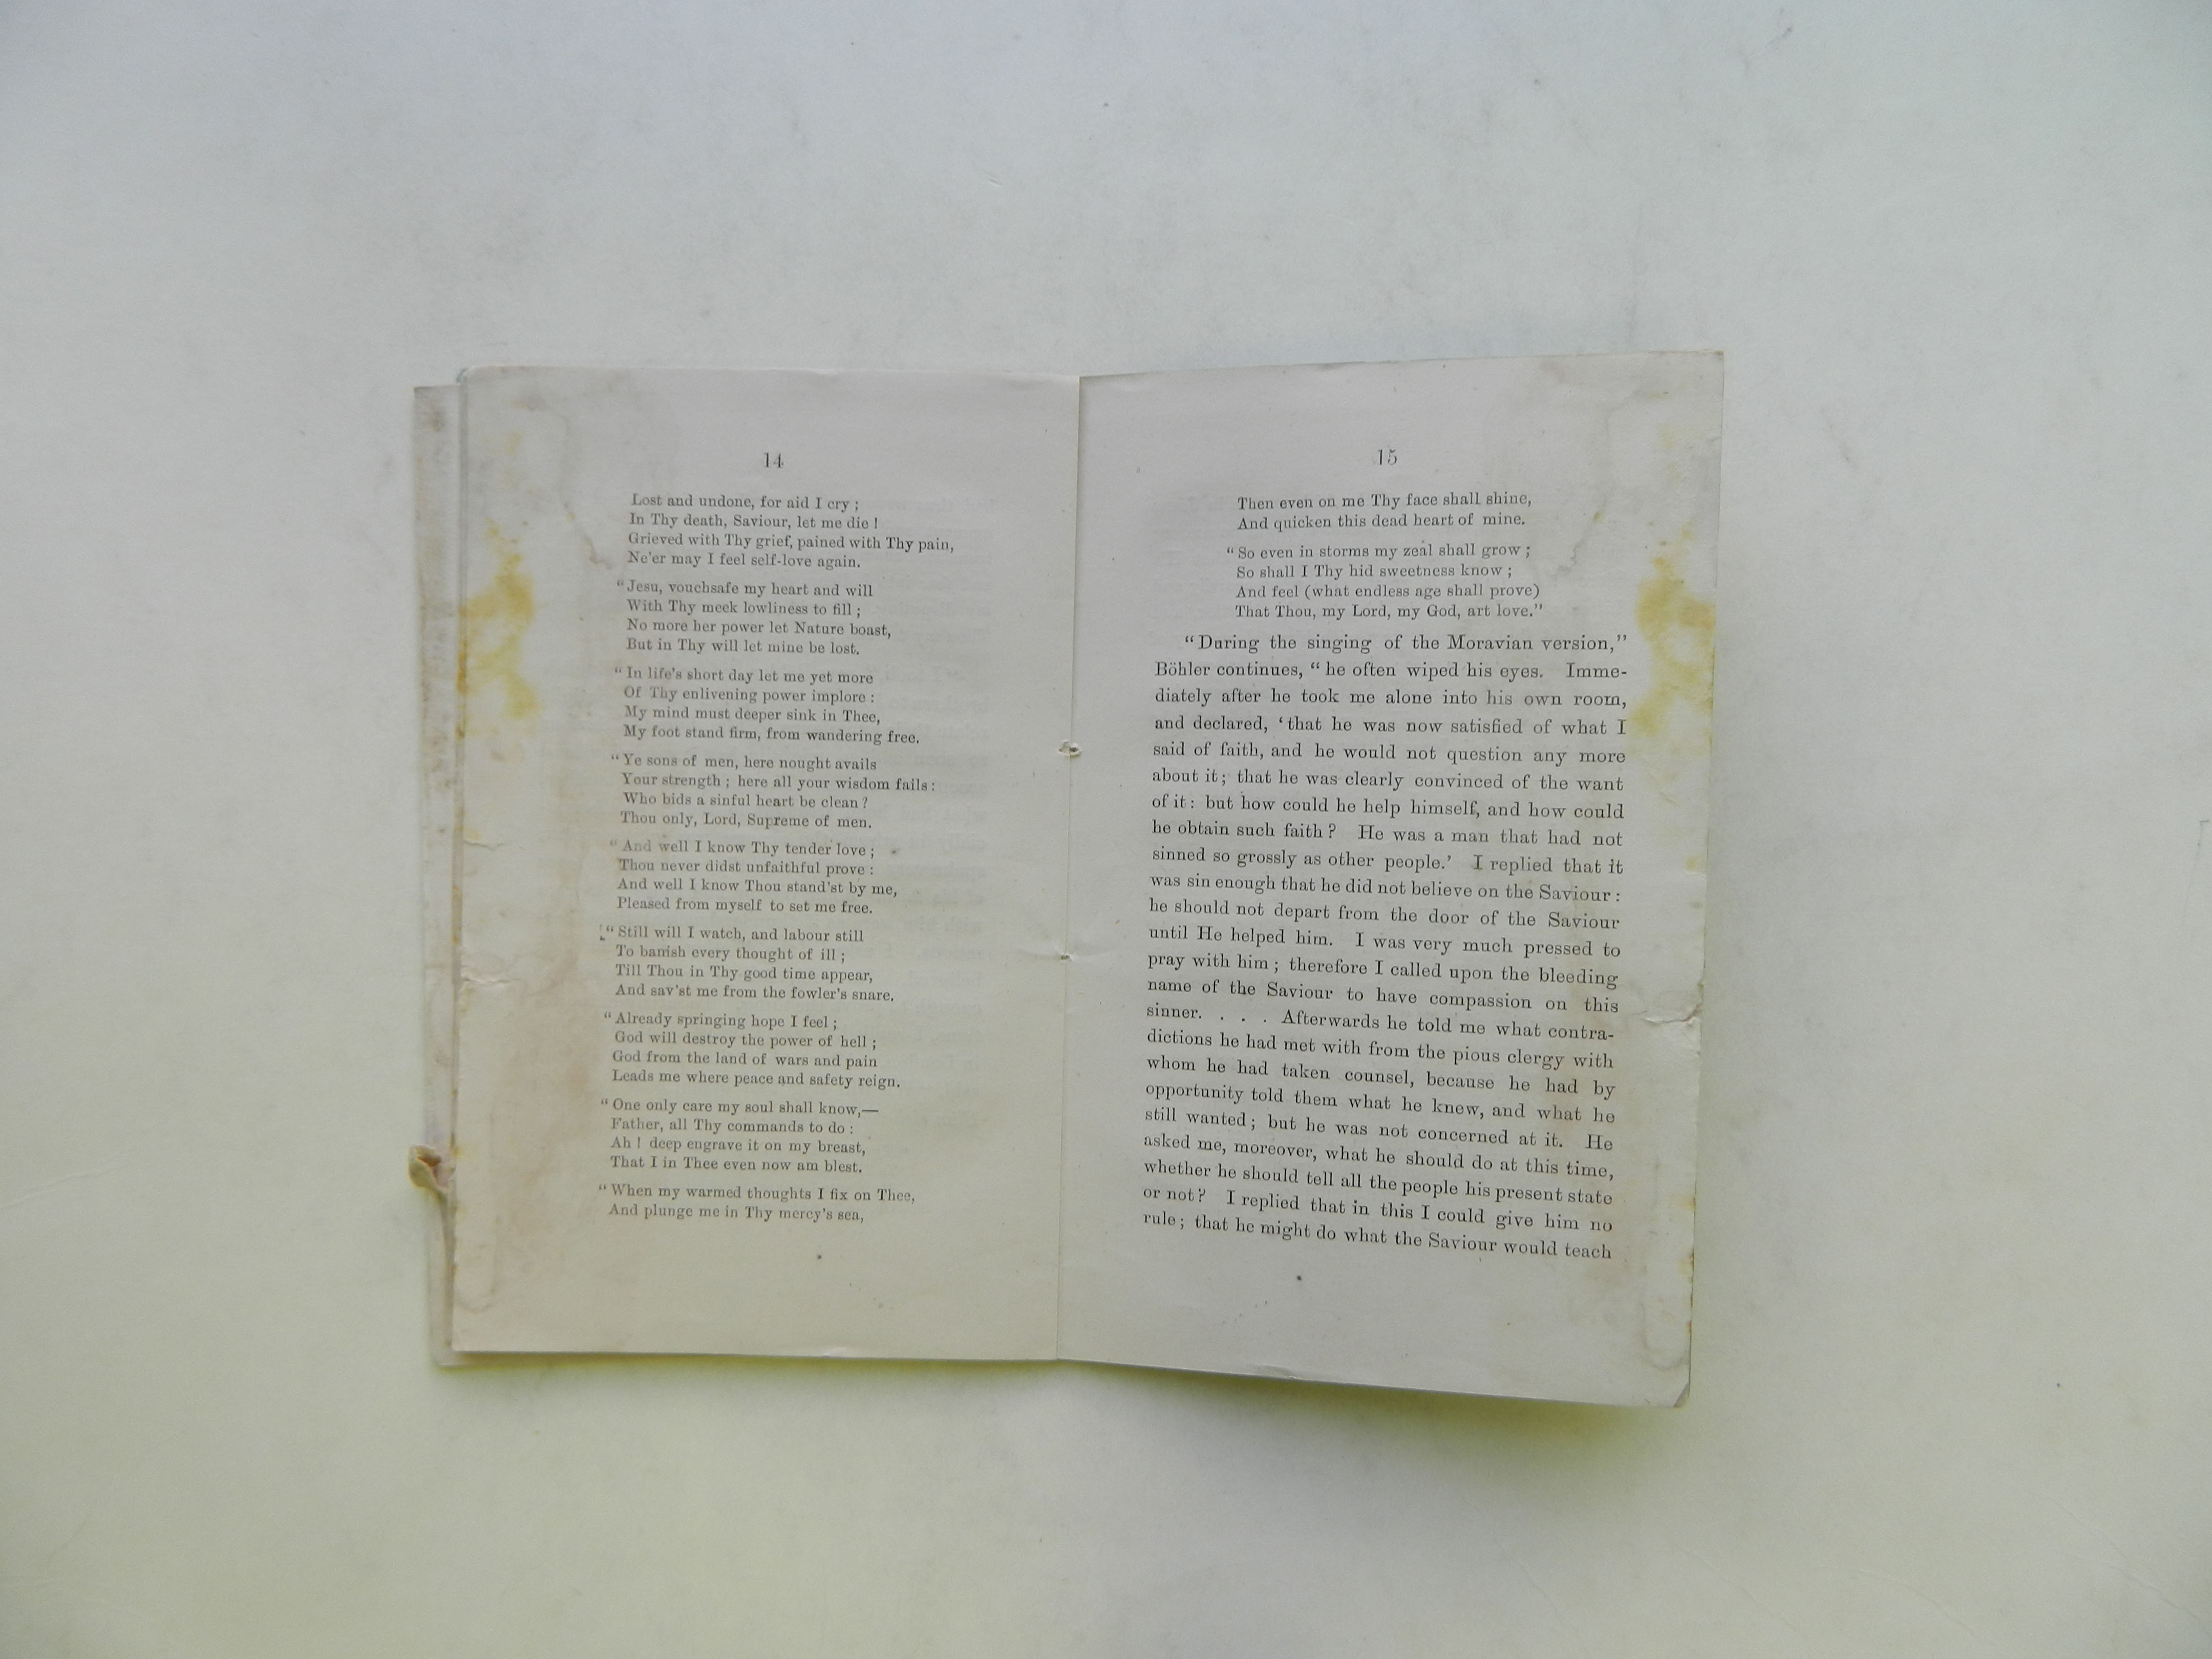 14
Lost and undone, for aid I cry ;
In Thy death, Saviour, let me die !
Grieved with Thy grief, pained with Thy pain,
Ne'er may I feel self-love again.
“Jesu, vouchsafe my heart and will
With Thy meek lowliness to fill ;
No more her power let Nature boast,
But in Thy will let mine be lost.
“In life's short day let me yet more
Of Thy enlivening power implore :
My mind must deeper sink in Thee,
My foot stand firm, from wandering free.
“Ye sons of men, here nought avails
Your strength ; here all your wisdom fails :
Who bids a sinful heart be clean ?
Thou only, Lord, Supreme of men.
“And well I know Thy tender love ;
Thou never didst unfaithful prove :
And well I know Thou stand'st by me,
Pleased from myself to set me free.
“Still will I watch, and labour still
To banish every thought of ill ;
Till Thou in Thy good time appear,
And sav'st me from the fowler's snare.
“Already springing hope I feel ;
God will destroy the power of hell ;
God from the land of wars and pain
Leads me where peace and safety reign.
“One only care my soul shall know,—
Father, all Thy commands to do :
Ah ! deep engrave it on my breast,
That I in Thee even now am blest.
“When my warmed thoughts I fix on Thee,
And plunge me in Thy mercy's sea,
15
Then even on me Thy face shall shine,
And quicken this dead heart of mine.
“So even in storms my zeal shall grow ;
So shall I Thy hid sweetness know ;
And feel (what endless age shall prove)
That Thou, my Lord, my God, art love.”
“During the singing of the Moravian version,”
Böhler continues, “he often wiped his eyes. Imme-
diately after he took me alone into his own room,
and declared, ‘that he was now satisfied of what I
said of faith, and he would not question any more
about it ; that he was clearly convinced of the want
of it : but how could he help himself, and how could
he obtain such faith ? He was a man that had not
sinned so grossly as other people.’ I replied that it
was sin enough that he did not believe on the Saviour :
he should not depart from the door of the Saviour
until He helped him. I was very much pressed to
pray with him ; therefore I called upon the bleeding
name of the Saviour to have compassion on this
sinner. . . . Afterwards he told me what contra-
dictions he had met with from the pious clergy with
whom he had taken counsel, because he had by
opportunity told them what he knew, and what he
still wanted ; but he was not concerned at it. He
asked me, moreover, what he should do at this time,
whether he should tell all the people his present state
or not ? I replied that in this I could give him no
rule ; that he might do what the Saviour would teach